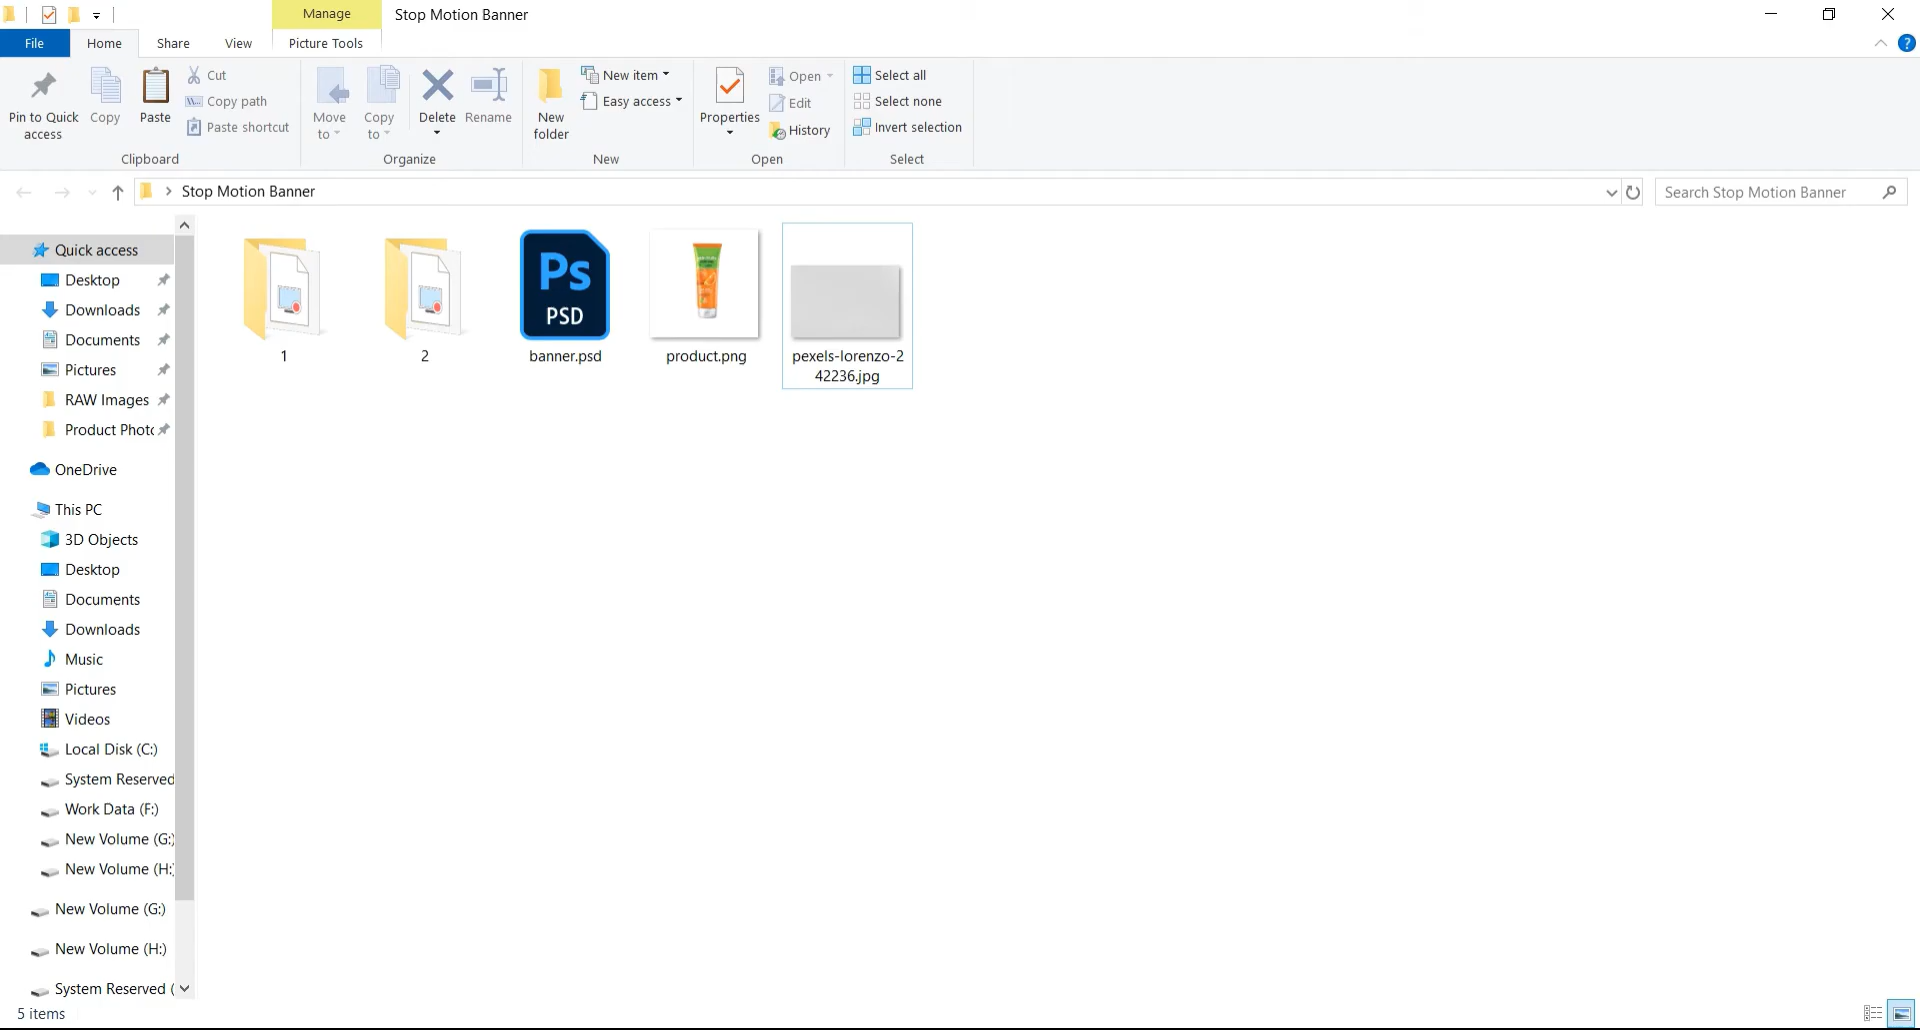 Manage
Stop Motion Banner
File
Home
Share
View
Picture Tools
?
Pin to Quick
access
Copy
Paste
Cut
Copy path
Paste shortcut
Clipboard
Move
to
Copy
to
Delete
Rename
Organize
New
folder
New item
Easy access
New
Properties
Open
Edit
History
Open
Select all
Select none
Invert selection
Select
Stop Motion Banner
Search Stop Motion Banner
Quick access
Desktop
Downloads
Documents
Pictures
RAW Images
Product Phot
OneDrive
This PC
3D Objects
Desktop
Documents
Downloads
Music
Pictures
Videos
Local Disk (C:)
System Reserved
Work Data (F:)
New Volume (G:)
New Volume (H:)
New Volume (G:)
New Volume (H:)
System Reserved (
1
2
Ps
PSD
banner.psd
product.png
pexels-lorenzo-2
42236.jpg
5 items